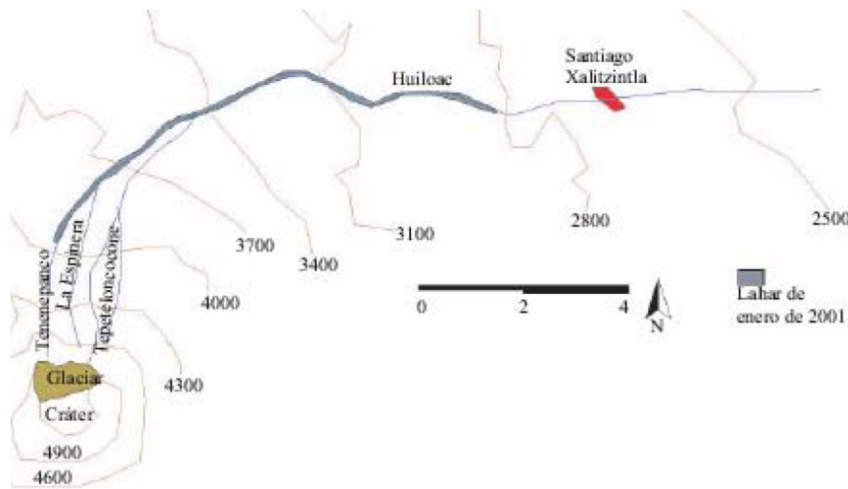 Santiago
Xalitzintla
Huiloac
Tenenepanco
La Espinera
Tepeteloncocone
3700
3400
3100
2800
2500
4000
4300
0 2 4
N
Lahar de
enero de 2001
Glaciar
Cráter
4900
4600